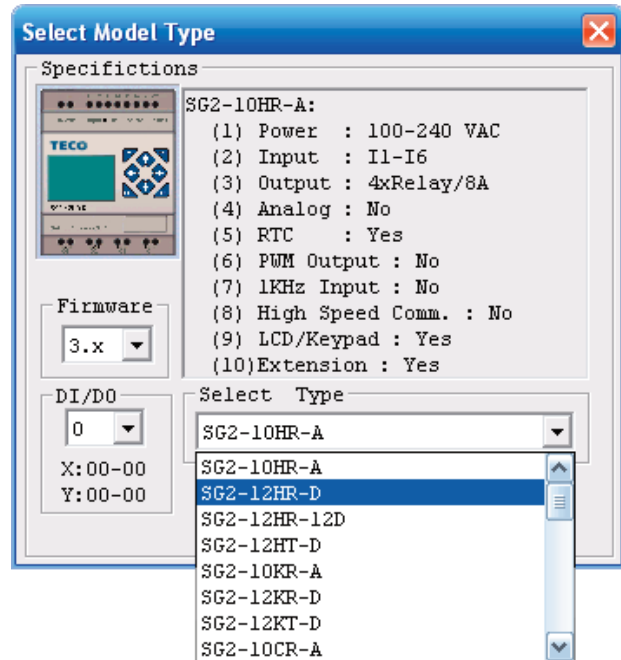 Select Model Type
Specifictions
TECO
SG2-10HR-A:
(1) Power : 100-240 VAC
(2) Input : I1-I6
(3) Output : 4xRelay/8A
(4) Analog : No
(5) RTC : Yes
(6) PWM Output : No
(7) 1KHz Input : No
(8) High Speed Comm. : No
(9) LCD/Keypad : Yes
(10)Extension : Yes
Firmware
3.x
DI/DO
0
X:00-00
Y:00-00
Select Type
SG2-10HR-A
SG2-10HR-A
SG2-12HR-D
SG2-12HR-12D
SG2-12HT-D
SG2-10KR-A
SG2-12KR-D
SG2-12KT-D
SG2-10CR-A